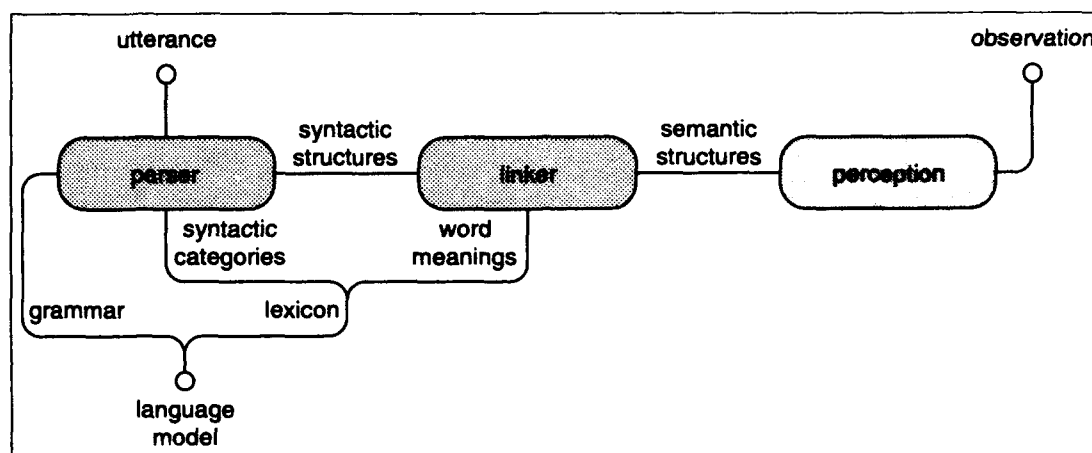 utterance
observation
syntactic
structures
semantic
structures
parser
linker
perception
syntactic
categories
word
meanings
grammar
lexicon
language
model